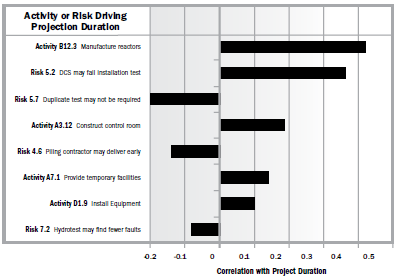 Activity or Risk Driving
Projection Duration
Activity B12.3 Manufacture reactors
Risk 5.2 DCS may fail installation test
Risk 5.7 Duplicate test may not be required
Activity A3.12 Construct control room
Risk 4.6 Piling contractor may deliver early
Activity A7.1 Provide temporary facilities
Activity D1.9 Install Equipment
Risk 7.2 Hydrotest may find fewer faults
-0.2 -0.1 0 0.1 0.2 0.3 0.4 0.5
Correlation with Project Duration